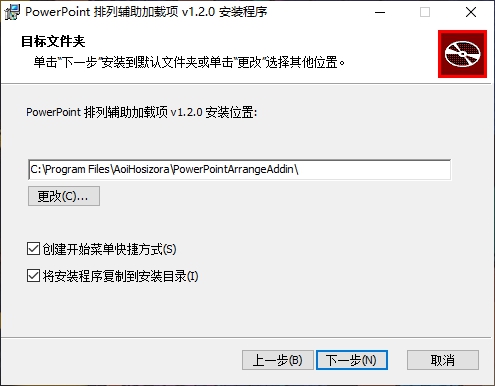 PowerPoint 排列辅助加载项 v1.2.0 安装程序
目标文件夹
单击“下一步”安装到默认文件夹或单击“更改”选择其他位置。
PowerPoint 排列辅助加载项 v1.2.0 安装位置:
C:\Program Files\AoiHosizora\PowerPointArrangeAddin\
更改(C)...
创建开始菜单快捷方式(S)
将安装程序复制到安装目录(I)
上一步(B) 下一步(N) 取消